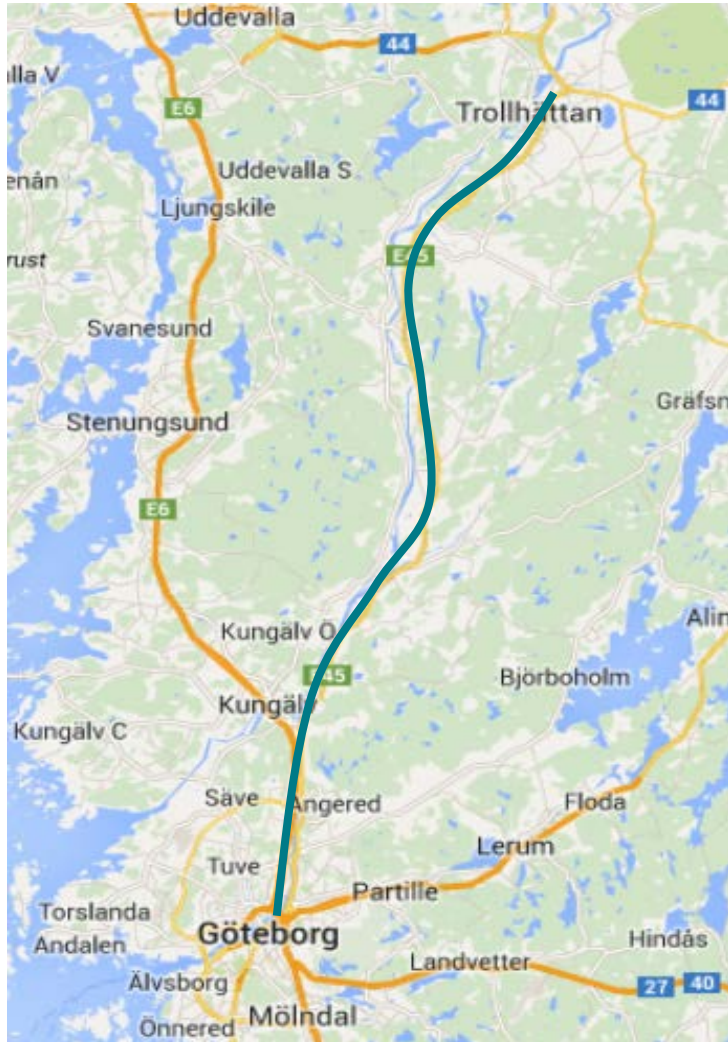 Uddevalla
44
lla V
Trollhättan
44
E6
enån
Uddevalla S
Ljungskile
rust
E45
Svanesund
Stenungsund
Gräfsn
E6
Kungälv Ö
Alin
E45
Björboholm
Kungälv
Kungälv C
Säve
Angered
Floda
Lerum
Tuve
Partille
Torslanda
Göteborg
Andalen
Hindås
Landvetter
Älvsborg
27
40
Mölndal
Önnered